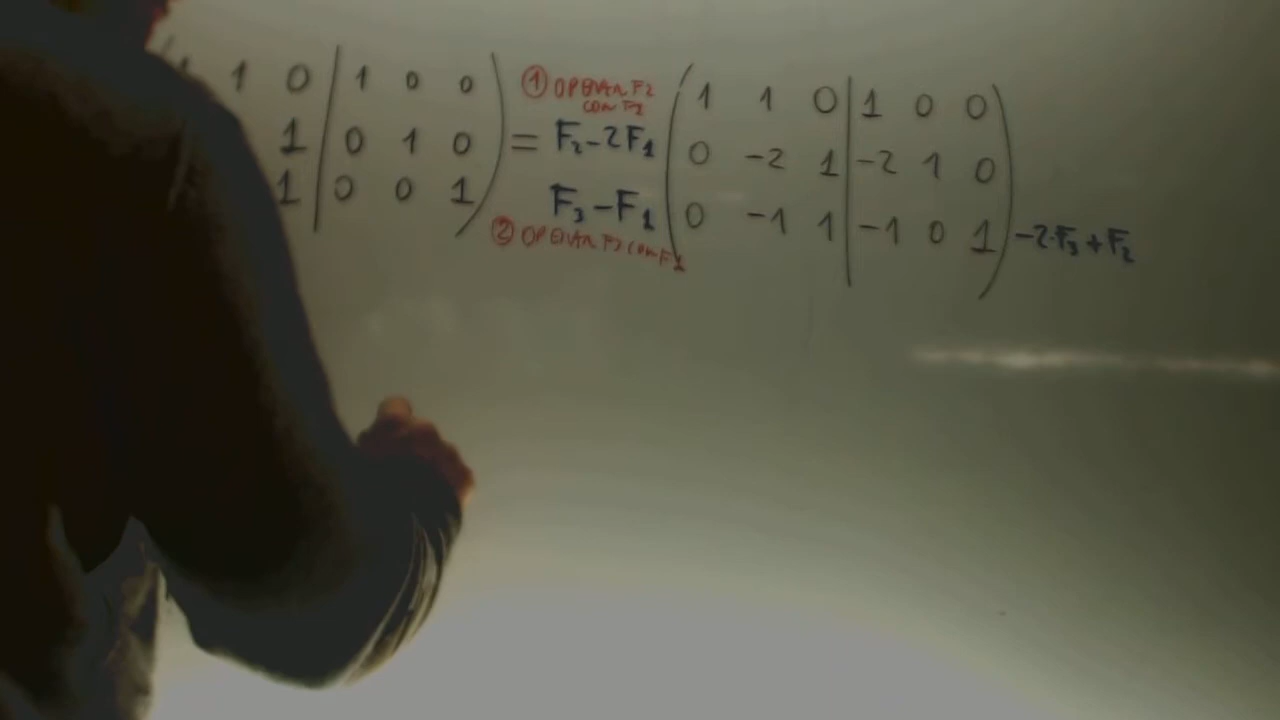 1 1 0 | 1 0 0
1 | 0 1 0
1 | 0 0 1
=
① OPERAR F2
CON F1
F₂-2F₁
F₃-F₁
② OPERAR F3 CON F1
1 1 0 | 1 0 0
0 -2 1 | -2 1 0
0 -1 1 | -1 0 1
-2·F₃+F₂